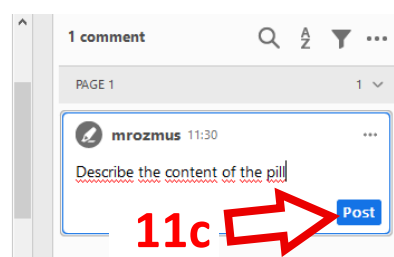 1 comment
A
Z
PAGE 1 1
mrozmus 11:30
Describe the content of the pill
Post
11c